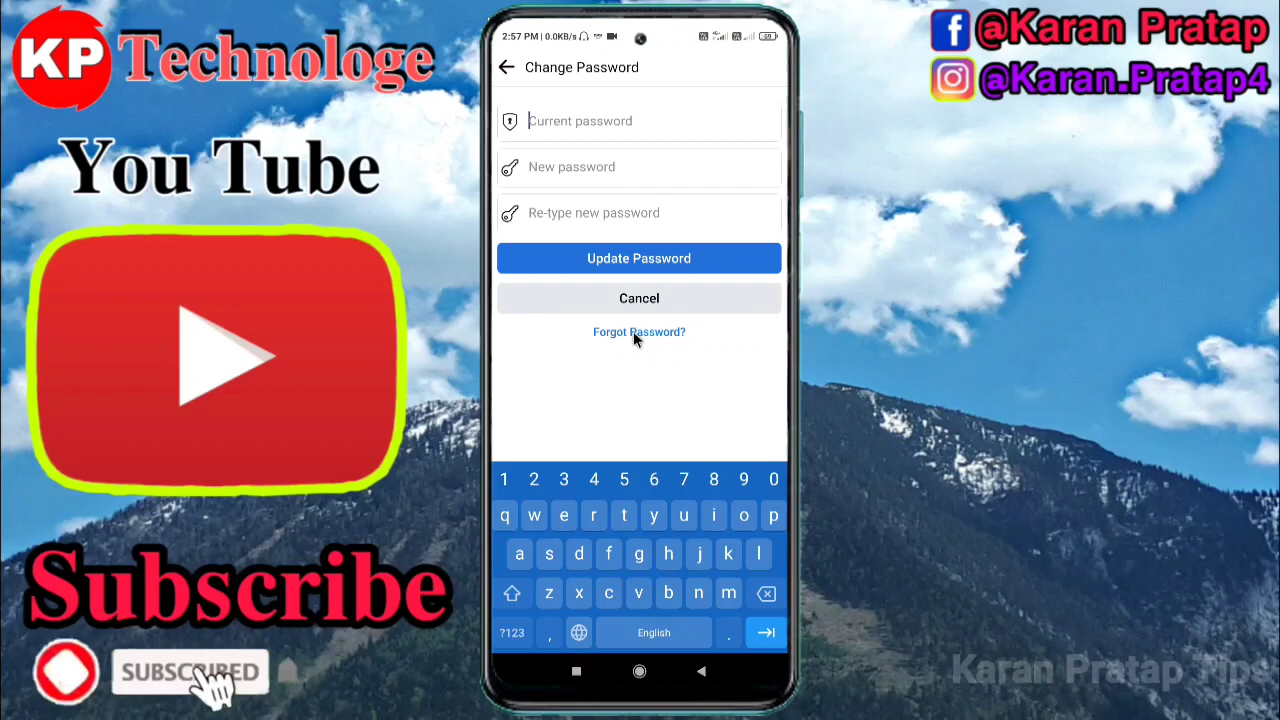 KP Technologe
You Tube
Subscribe
SUBSCRIBED
2:57 PM | 0.0KB/s
69
Change Password
Current password
New password
Re-type new password
Update Password
Cancel
Forgot Password?
1 2 3 4 5 6 7 8 9 0
q w e r t y u i o p
a s d f g h j k l
z x c v b n m
?123 , English .
f @Karan Pratap
@Karan.Pratap4
Karan Pratap Tips